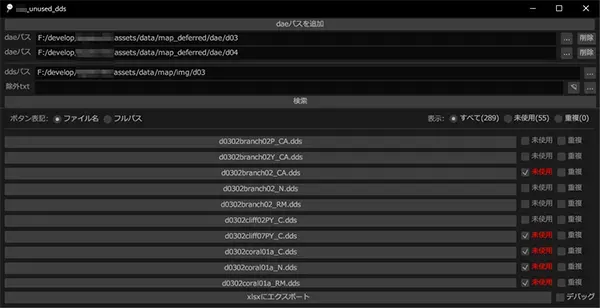 _unused_dds
daeパスを追加
daeパス F:/develop/ assets/data/map_deferred/dae/d03 ... 削除
daeパス F:/develop/ assets/data/map_deferred/dae/d04 ... 削除
ddsパス F:/develop/ assets/data/map/img/d03 ...
除外txt ...
検索
ボタン表記: ファイル名 フルパス 表示: すべて(289) 未使用(55) 重複(0)
d0302branch02P_CA.dds 未使用 重複
d0302branch02Y_CA.dds 未使用 重複
d0302branch02_CA.dds 未使用 重複
d0302branch02_N.dds 未使用 重複
d0302branch02_RM.dds 未使用 重複
d0302cliff02PY_C.dds 未使用 重複
d0302cliff07PY_C.dds 未使用 重複
d0302coral01a_C.dds 未使用 重複
d0302coral01a_N.dds 未使用 重複
d0302coral01a_RM.dds 未使用 重複
xlsxにエクスポート デバッグ